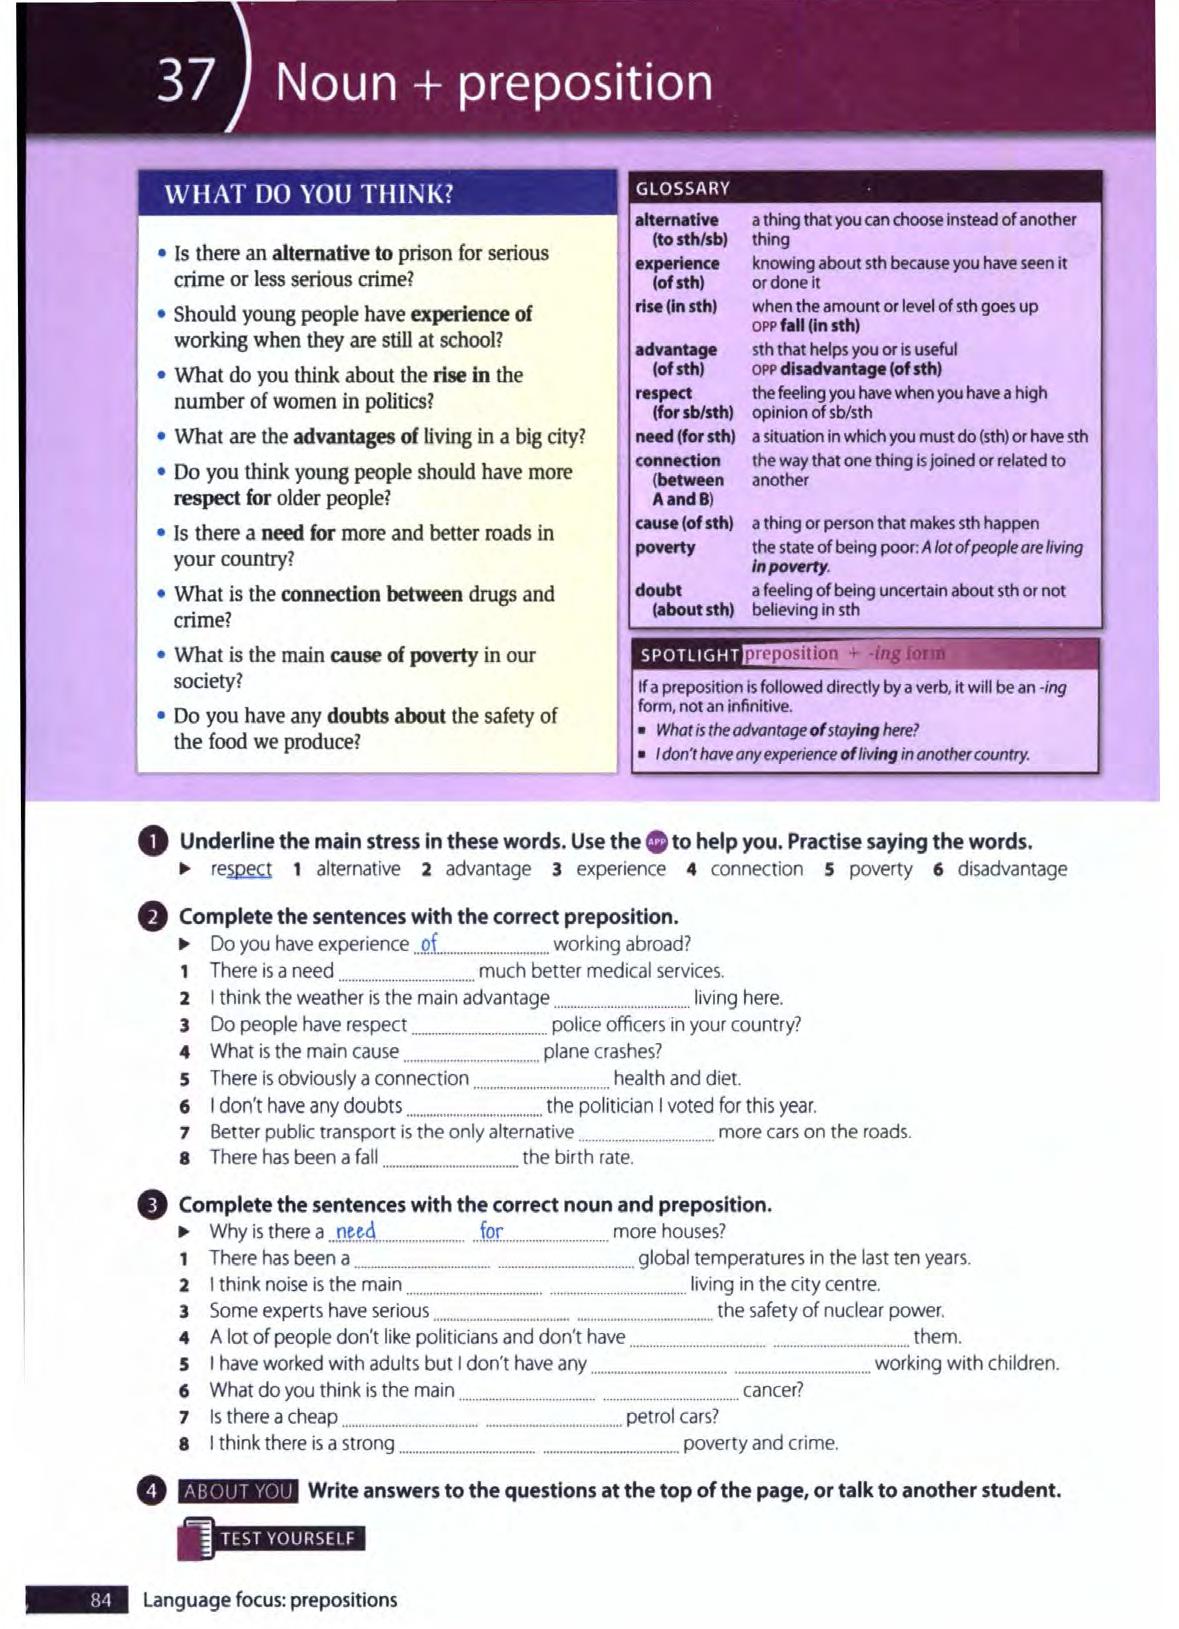 37
Noun + preposition
WHAT DO YOU THINK?
• Is there an alternative to prison for serious
crime or less serious crime?
• Should young people have experience of
working when they are still at school?
• What do you think about the rise in the
number of women in politics?
• What are the advantages of living in a big city?
• Do you think young people should have more
respect for older people?
• Is there a need for more and better roads in
your country?
• What is the connection between drugs and
crime?
• What is the main cause of poverty in our
society?
• Do you have any doubts about the safety of
the food we produce?
GLOSSARY
alternative a thing that you can choose instead of another
(to sth/sb) thing
experience knowing about sth because you have seen it
(of sth) or done it
rise (in sth) when the amount or level of sth goes up
OPP fall (in sth)
advantage sth that helps you or is useful
(of sth) OPP disadvantage (of sth)
respect the feeling you have when you have a high
(for sb/sth) opinion of sb/sth
need (for sth) a situation in which you must do (sth) or have sth
connection the way that one thing is joined or related to
(between another
A and B)
cause (of sth) a thing or person that makes sth happen
poverty the state of being poor: A lot of people are living
in poverty.
doubt a feeling of being uncertain about sth or not
(about sth) believing in sth
SPOTLIGHT preposition + -ing form
If a preposition is followed directly by a verb, it will be an -ing
form, not an infinitive.
▪ What is the advantage of staying here?
▪ I don't have any experience of living in another country.
1 Underline the main stress in these words. Use the APP to help you. Practise saying the words.
▶ respect 1 alternative 2 advantage 3 experience 4 connection 5 poverty 6 disadvantage
2 Complete the sentences with the correct preposition.
▶ Do you have experience of working abroad?
1 There is a need ........ much better medical services.
2 I think the weather is the main advantage ........ living here.
3 Do people have respect ........ police officers in your country?
4 What is the main cause ........ plane crashes?
5 There is obviously a connection ........ health and diet.
6 I don't have any doubts ........ the politician I voted for this year.
7 Better public transport is the only alternative ........ more cars on the roads.
8 There has been a fall ........ the birth rate.
3 Complete the sentences with the correct noun and preposition.
▶ Why is there a need for more houses?
1 There has been a ........ ........ global temperatures in the last ten years.
2 I think noise is the main ........ ........ living in the city centre.
3 Some experts have serious ........ ........ the safety of nuclear power.
4 A lot of people don't like politicians and don't have ........ ........ them.
5 I have worked with adults but I don't have any ........ ........ working with children.
6 What do you think is the main ........ ........ cancer?
7 Is there a cheap ........ ........ petrol cars?
8 I think there is a strong ........ ........ poverty and crime.
4 ABOUT YOU Write answers to the questions at the top of the page, or talk to another student.
TEST YOURSELF
84 Language focus: prepositions